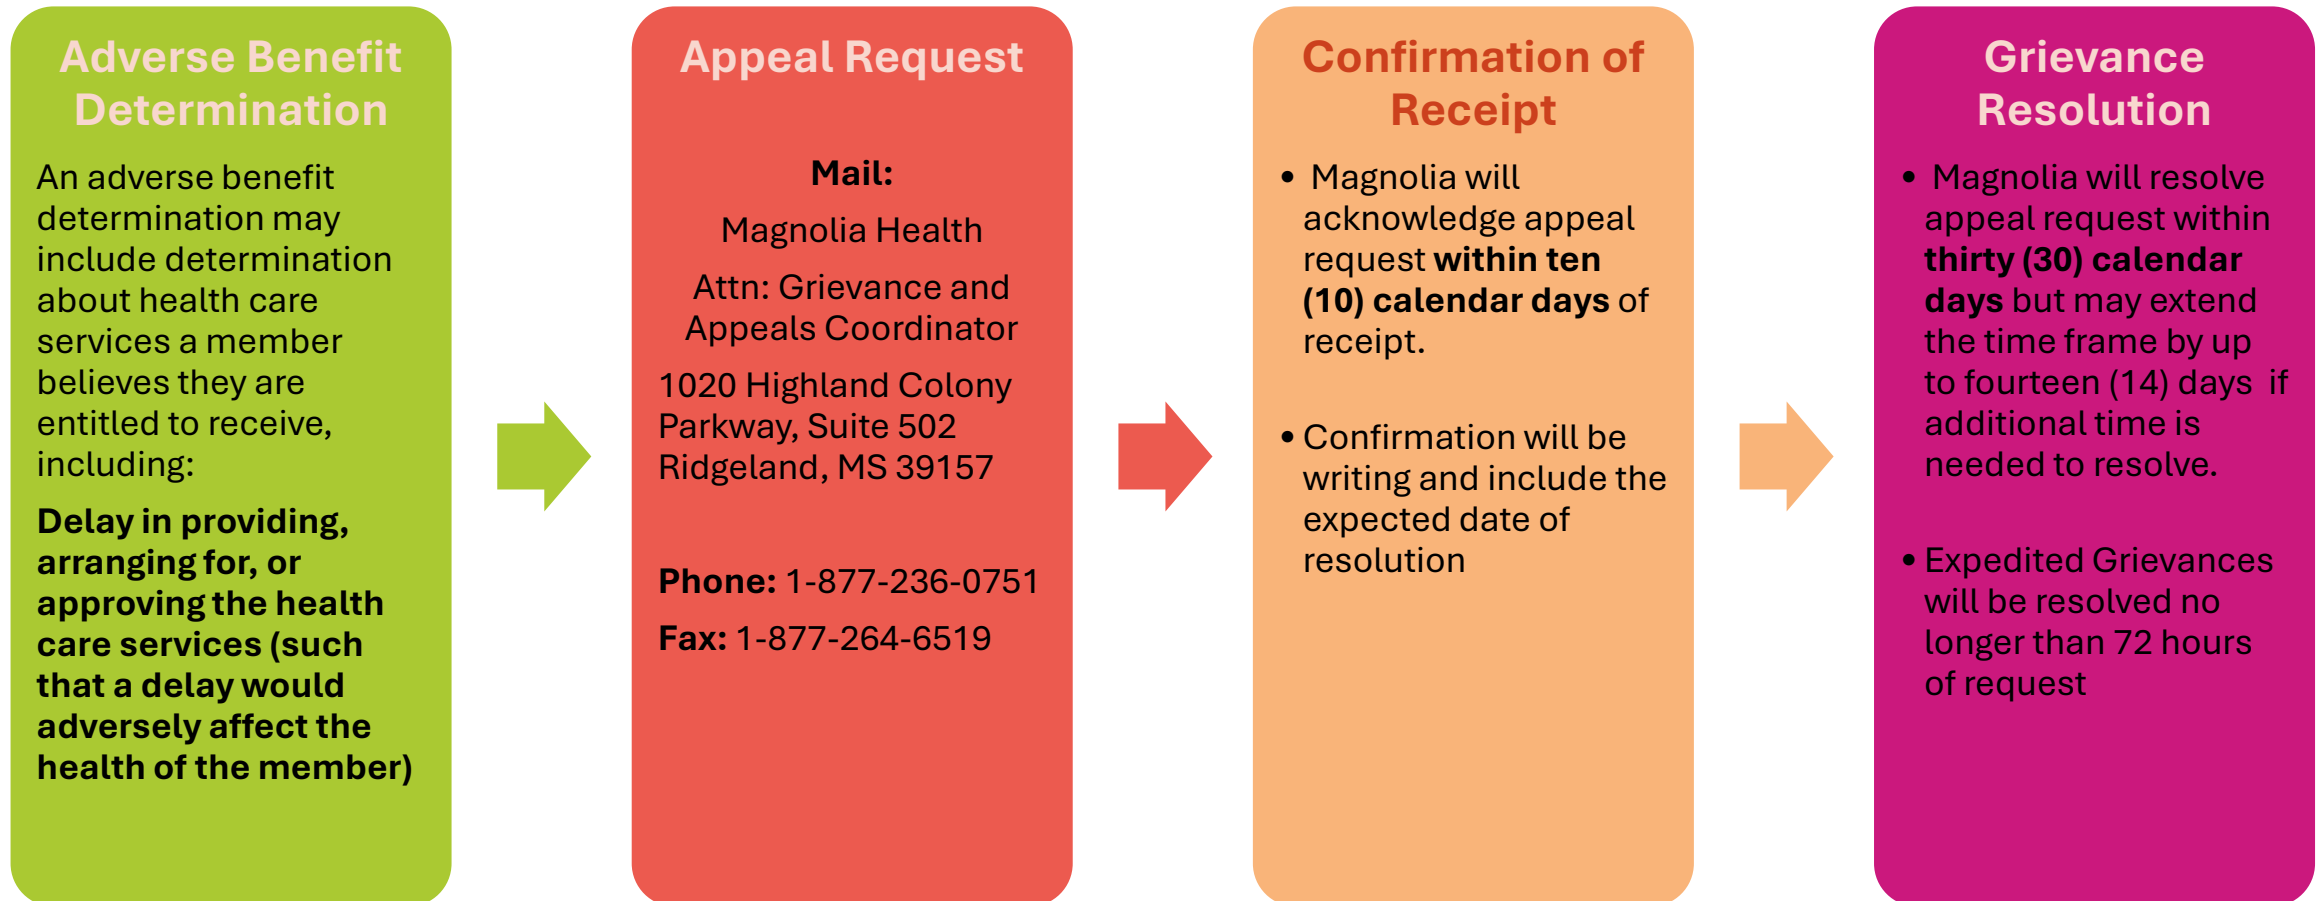 Adverse Benefit
Determination
An adverse benefit
determination may
include determination
about health care
services a member
believes they are
entitled to receive,
including:
Delay in providing,
arranging for, or
approving the health
care services (such
that a delay would
adversely affect the
health of the member)
Appeal Request
Mail:
Magnolia Health
Attn: Grievance and
Appeals Coordinator
1020 Highland Colony
Parkway, Suite 502
Ridgeland, MS 39157
Phone: 1-877-236-0751
Fax: 1-877-264-6519
Confirmation of
Receipt
• Magnolia will
acknowledge appeal
request within ten
(10) calendar days of
receipt.
• Confirmation will be
writing and include the
expected date of
resolution
Grievance
Resolution
• Magnolia will resolve
appeal request within
thirty (30) calendar
days but may extend
the time frame by up
to fourteen (14) days if
additional time is
needed to resolve.
• Expedited Grievances
will be resolved no
longer than 72 hours
of request